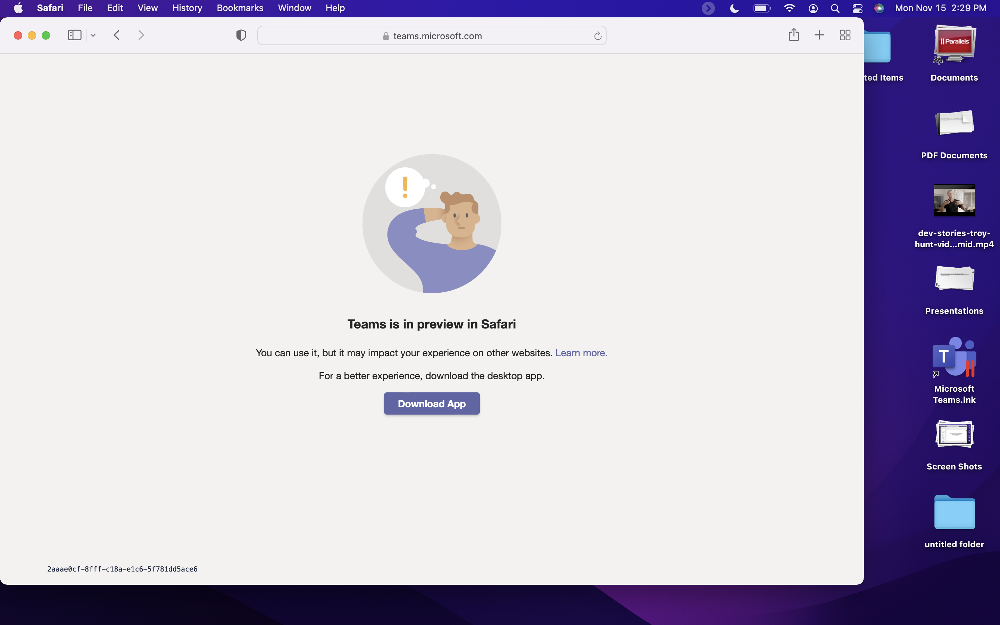 Safari File Edit View History Bookmarks Window Help Mon Nov 15 2:29 PM
teams.microsoft.com
Parallels
ted Items
Documents
PDF Documents
dev-stories-troy-
hunt-vid...mid.mp4
Presentations
T
Microsoft
Teams.lnk
Screen Shots
untitled folder
!
Teams is in preview in Safari
You can use it, but it may impact your experience on other websites. Learn more.
For a better experience, download the desktop app.
Download App
2aaae0cf-8fff-c18a-e1c6-5f781dd5ace6